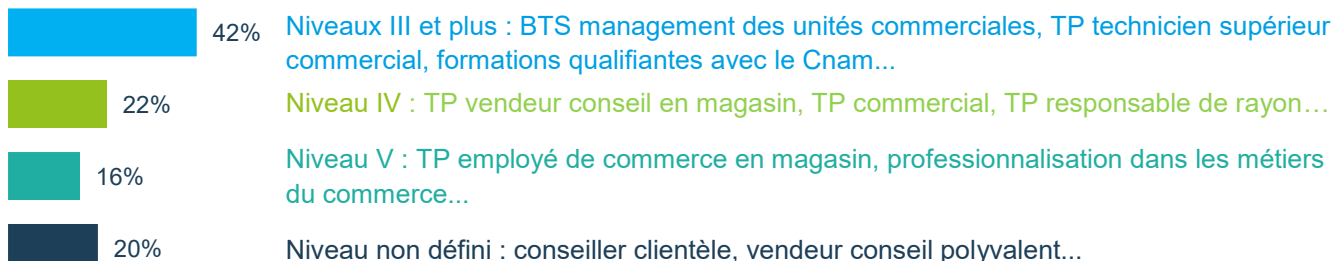 42% Niveaux III et plus : BTS management des unités commerciales, TP technicien supérieur
commercial, formations qualifiantes avec le Cnam...
22% Niveau IV : TP vendeur conseil en magasin, TP commercial, TP responsable de rayon…
16% Niveau V : TP employé de commerce en magasin, professionnalisation dans les métiers
du commerce...
20% Niveau non défini : conseiller clientèle, vendeur conseil polyvalent...